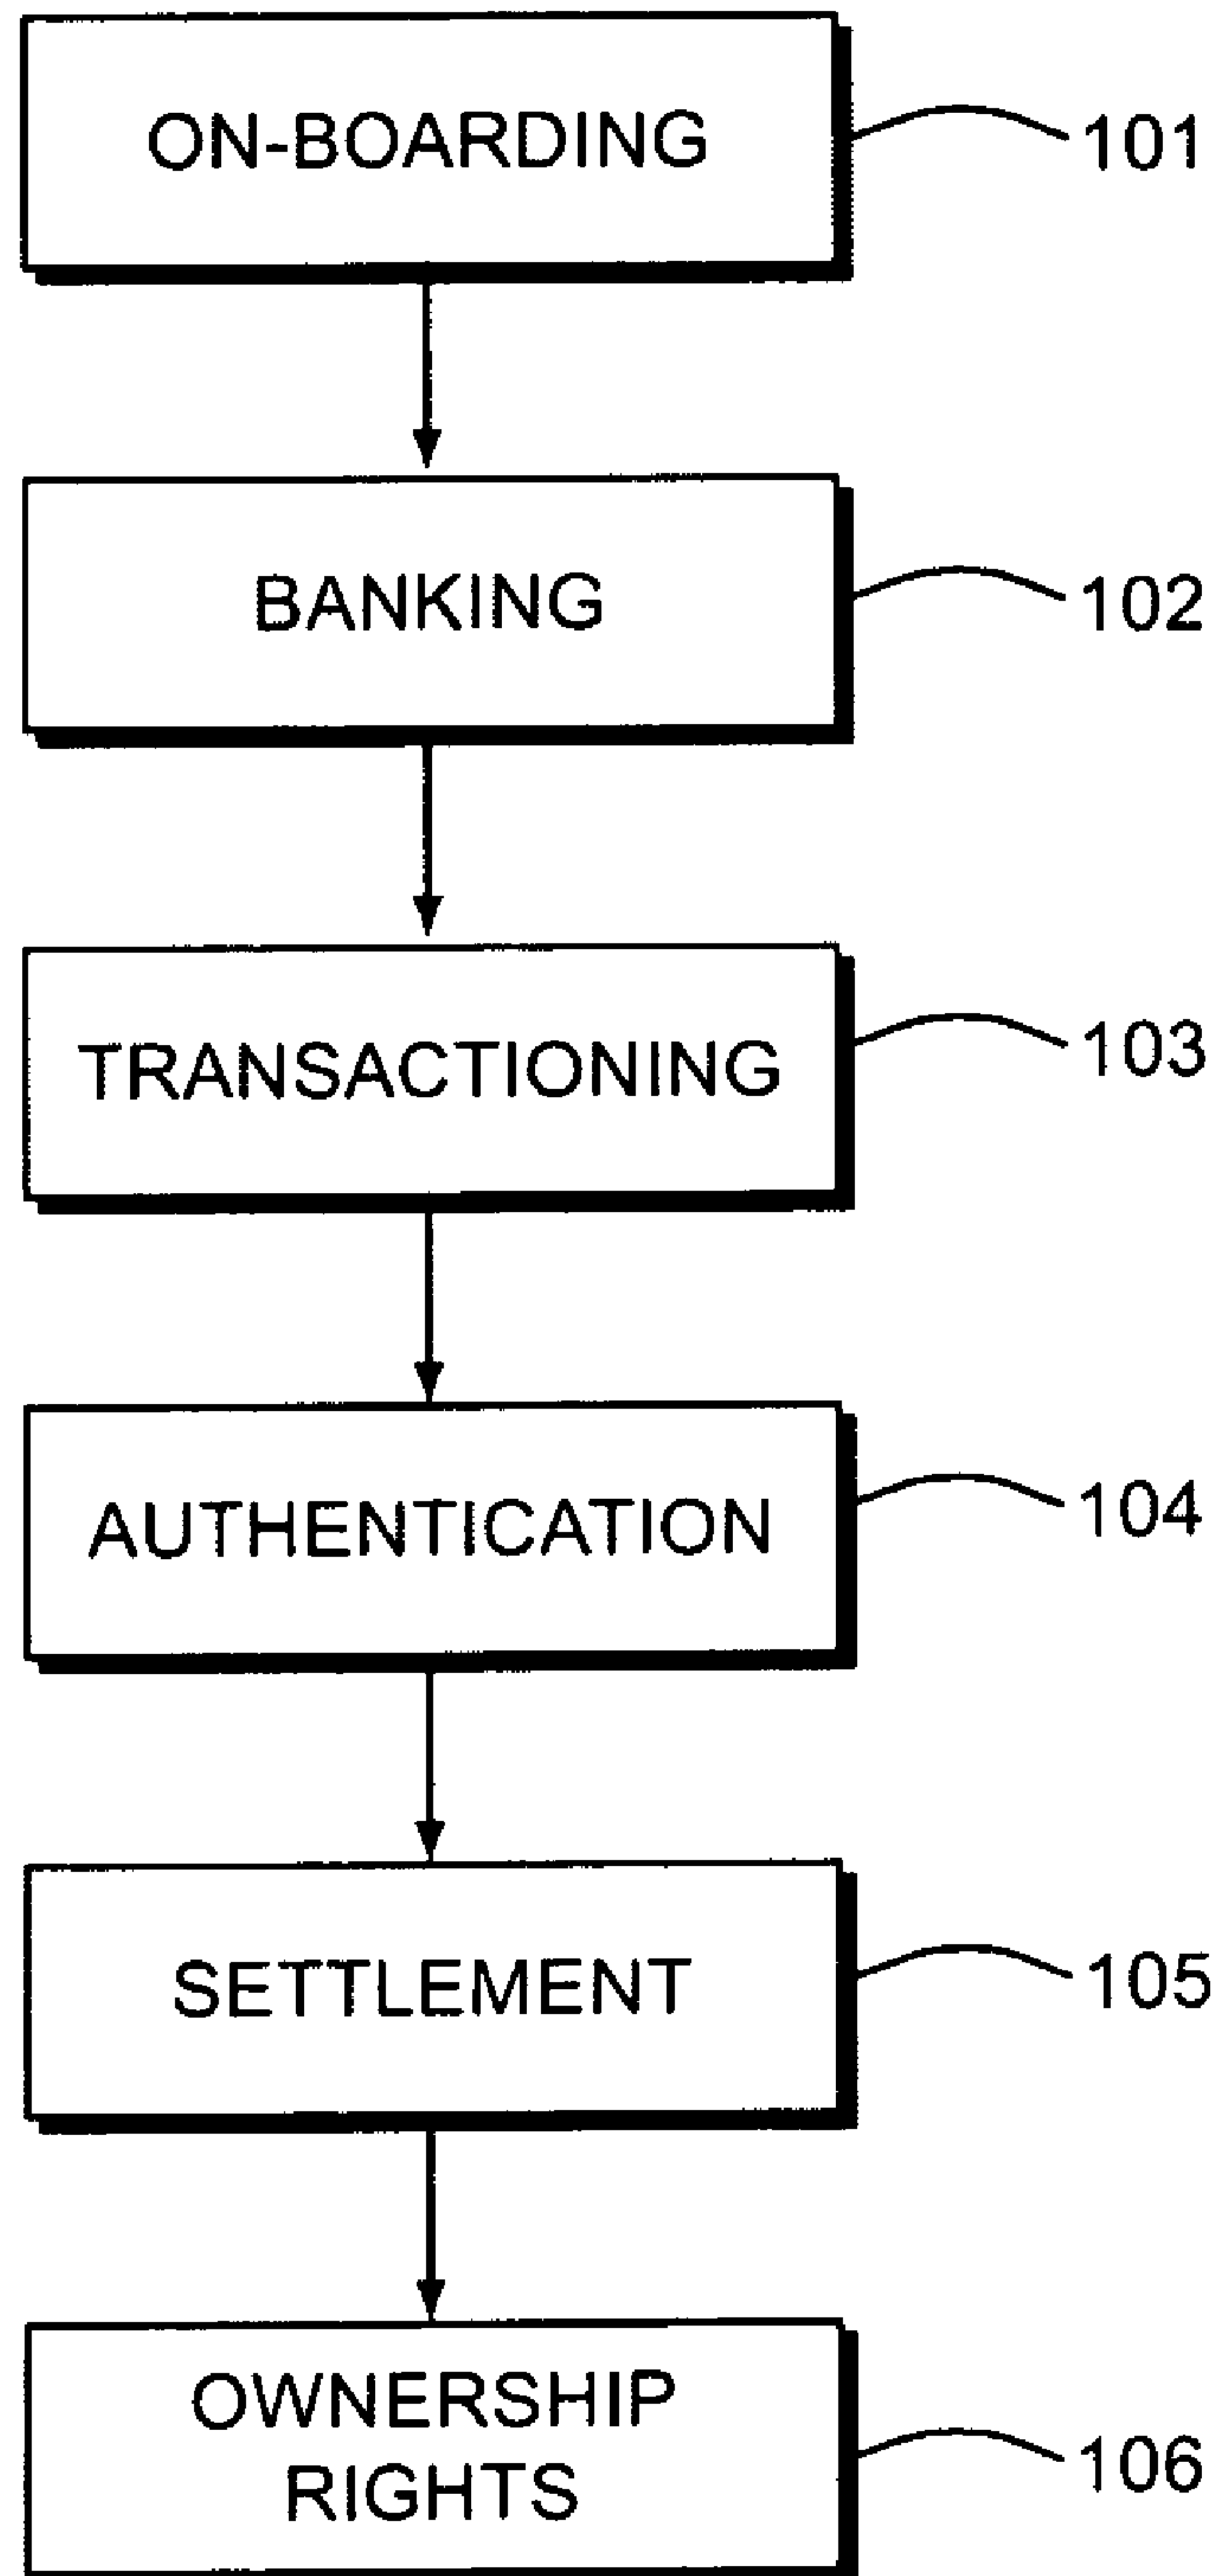 ON-BOARDING
101
BANKING
102
TRANSACTIONING
103
AUTHENTICATION
104
SETTLEMENT
105
OWNERSHIP
RIGHTS
106